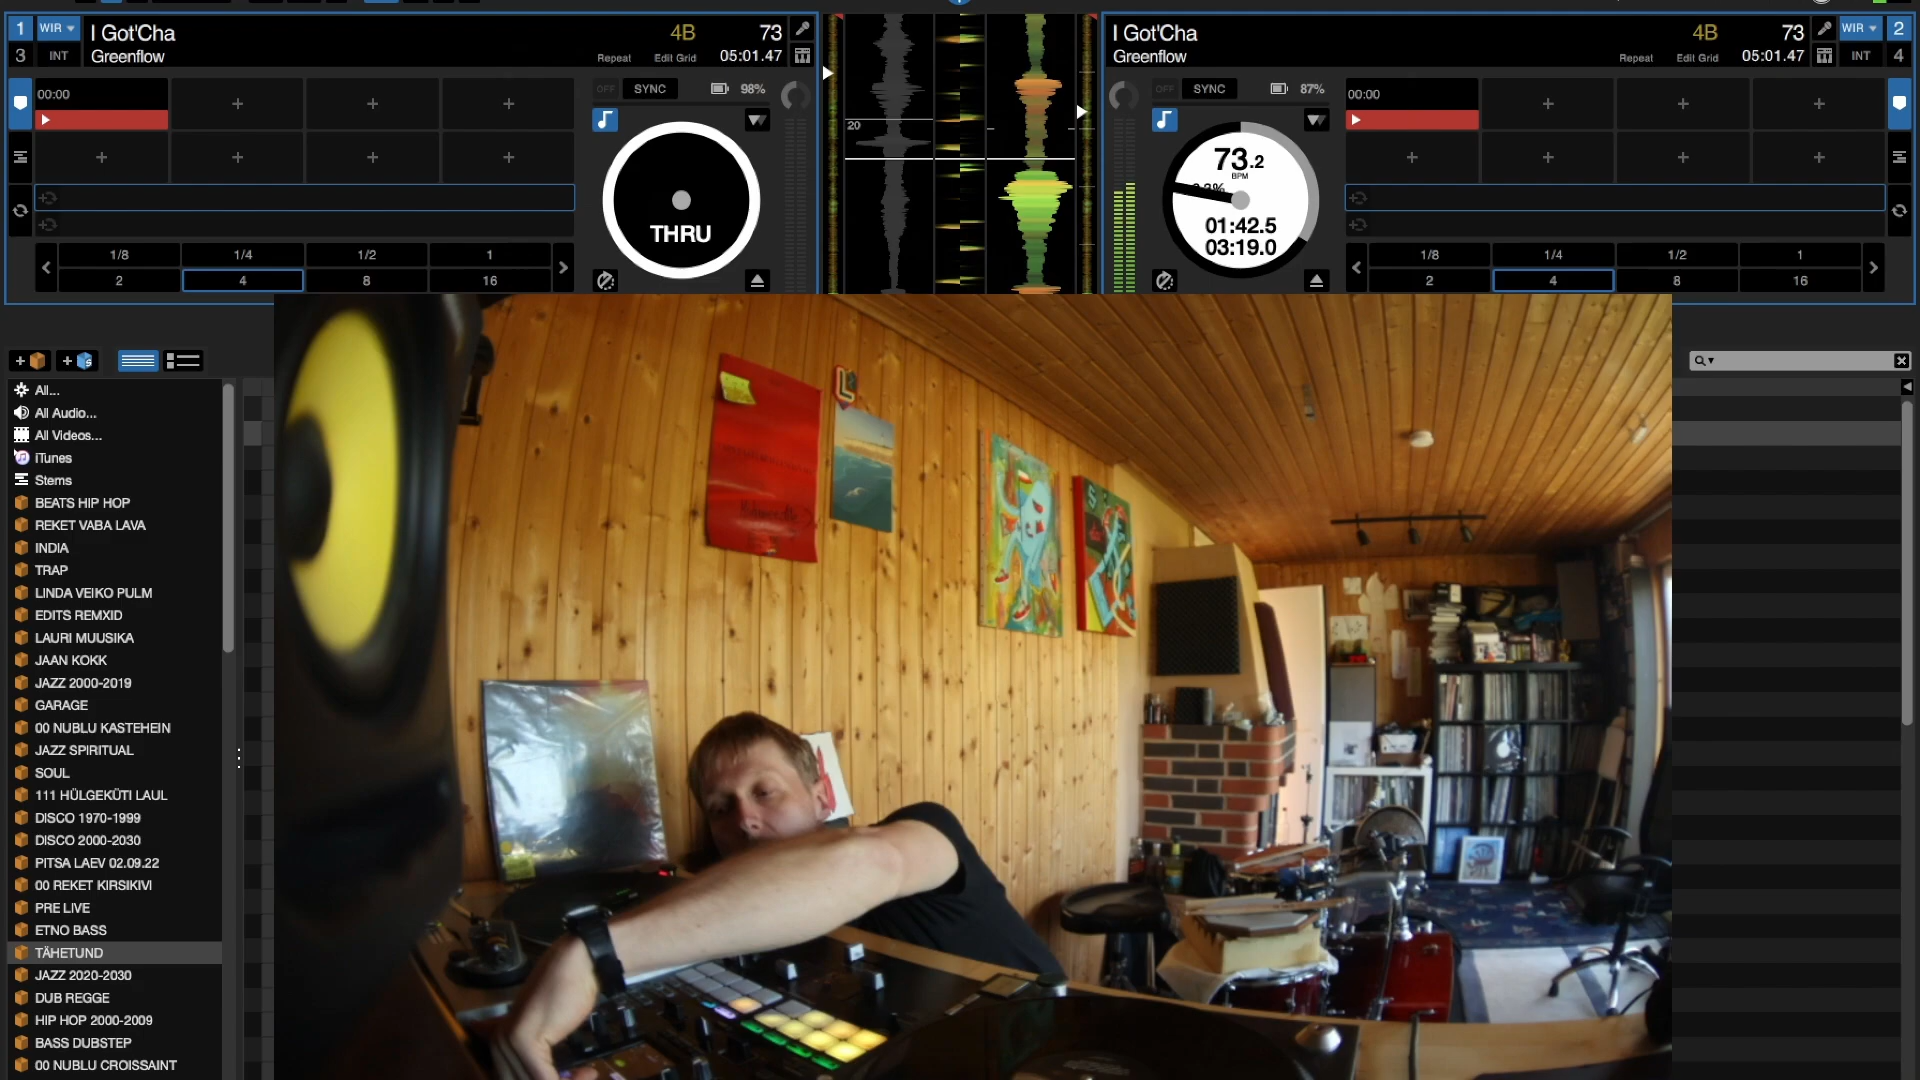 1 WIR I Got'Cha 4B 73
3 INT Greenflow Repeat Edit Grid 05:01.47
00:00
OFF SYNC 98%
THRU
1/8 1/4 1/2 1
2 4 8 16
20
I Got'Cha 4B 73 WIR 2
Greenflow Repeat Edit Grid 05:01.47 INT 4
OFF SYNC 87%
00:00
73.2
BPM
01:42.5
03:19.0
1/8 1/4 1/2 1
2 4 8 16
All...
All Audio...
All Videos...
iTunes
Stems
BEATS HIP HOP
REKET VABA LAVA
INDIA
TRAP
LINDA VEIKO PULM
EDITS REMXID
LAURI MUUSIKA
JAAN KOKK
JAZZ 2000-2019
GARAGE
00 NUBLU KASTEHEIN
JAZZ SPIRITUAL
SOUL
111 HÜLGEKÜTI LAUL
DISCO 1970-1999
DISCO 2000-2030
PITSA LAEV 02.09.22
00 REKET KIRSIKIVI
PRE LIVE
ETNO BASS
TÄHETUND
JAZZ 2020-2030
DUB REGGE
HIP HOP 2000-2009
BASS DUBSTEP
00 NUBLU CROISSAINT